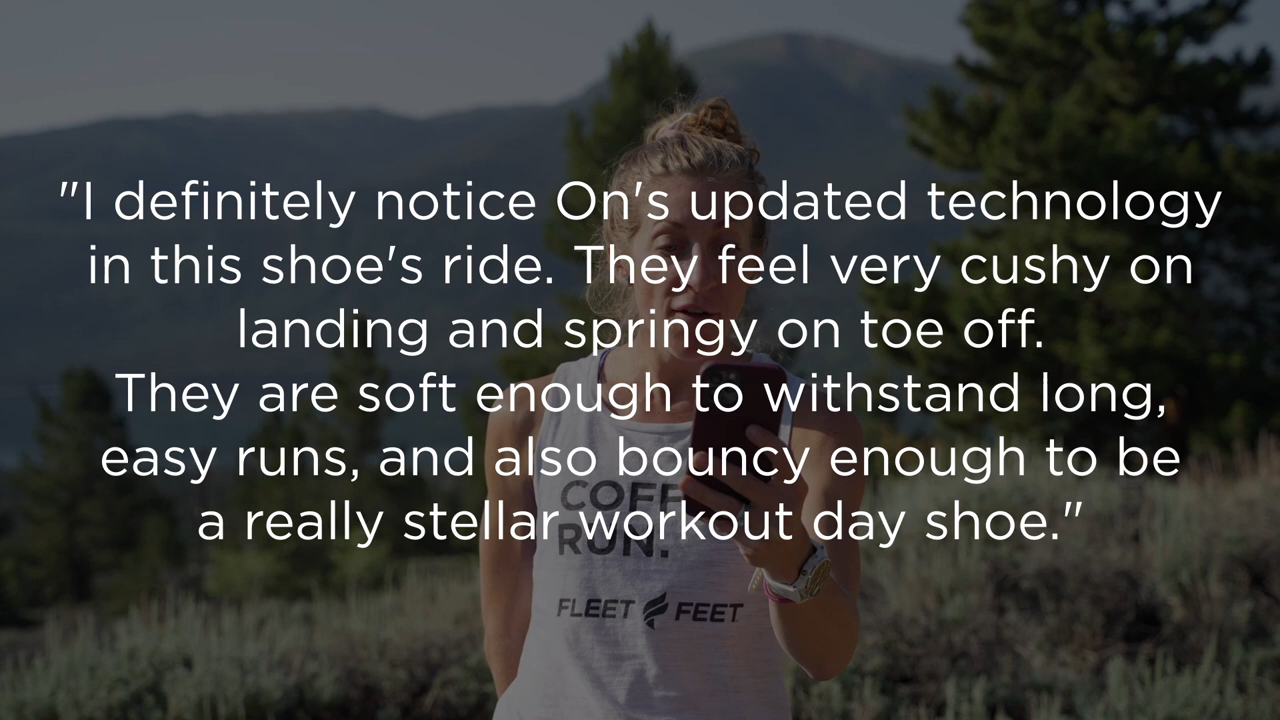 "I definitely notice On's updated technology
in this shoe's ride. They feel very cushy on
landing and springy on toe off.
They are soft enough to withstand long,
easy runs, and also bouncy enough to be
a really stellar workout day shoe."
RUN.
FLEET FEET